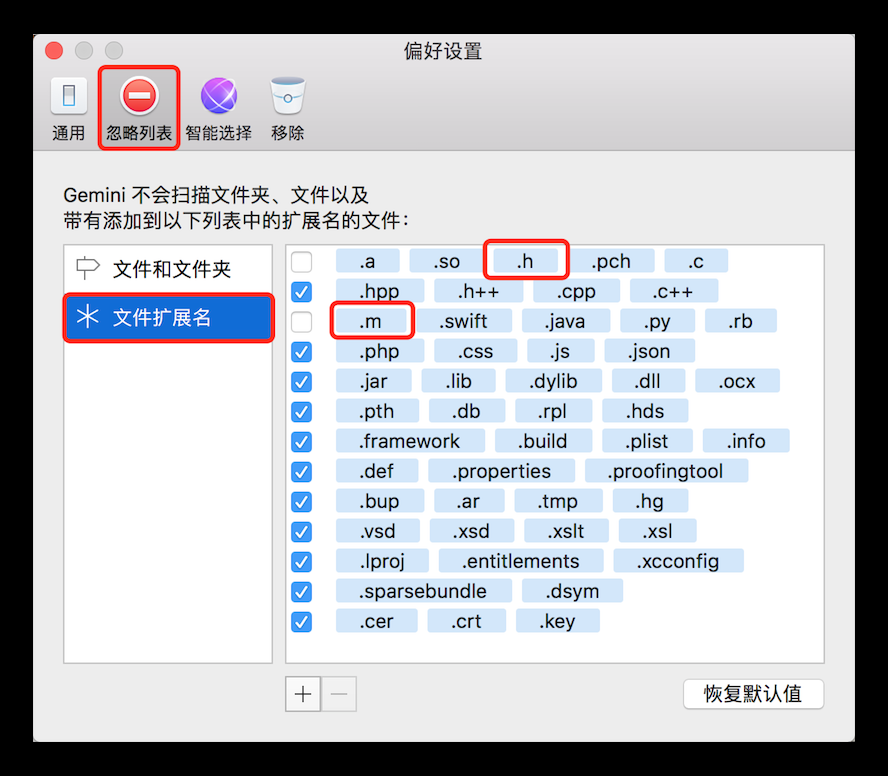 偏好设置
通用 忽略列表 智能选择 移除
Gemini 不会扫描文件夹、文件以及
带有添加到以下列表中的扩展名的文件：
文件和文件夹
文件扩展名
.a .so .h .pch .c
.hpp .h++ .cpp .c++
.m .swift .java .py .rb
.php .css .js .json
.jar .lib .dylib .dll .ocx
.pth .db .rpl .hds
.framework .build .plist .info
.def .properties .proofingtool
.bup .ar .tmp .hg
.vsd .xsd .xslt .xsl
.lproj .entitlements .xcconfig
.sparsebundle .dsym
.cer .crt .key
恢复默认值